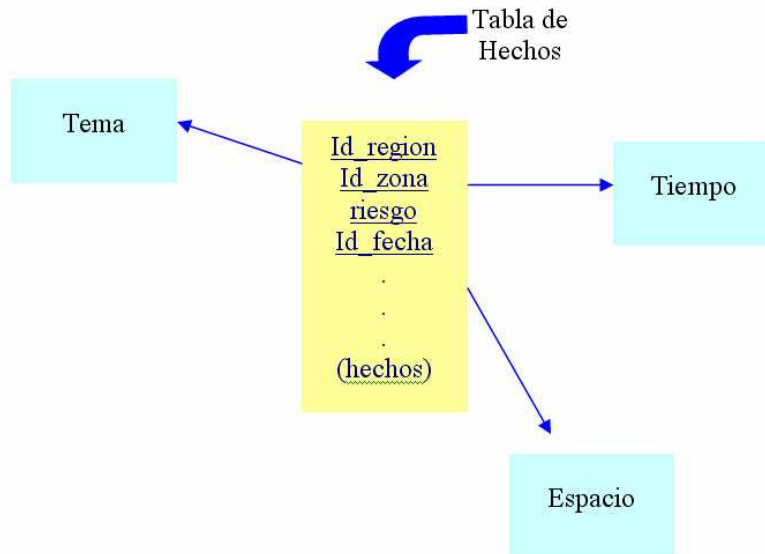 Tabla de
Hechos
Tema
Id_region
Id_zona
riesgo
Id_fecha
.
.
.
(hechos)
Tiempo
Espacio